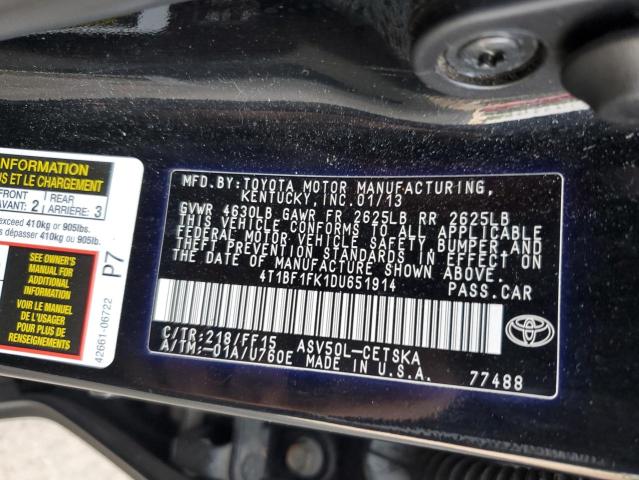 INFORMATION
US ET LE CHARGEMENT
FRONT REAR
AVANT: 2 ARRIÈRE: 3
exceed 410kg or 905lbs.
s dépasser 410kg ou 905lb.
SEE OWNER'S
MANUAL FOR
ADDITIONAL
INFORMATION
VOIR LE MANUEL
DE L'USAGER
POUR PLUS DE
RENSEIGNEMENTS
P7
42661-06722
MFD.BY:TOYOTA MOTOR MANUFACTURING,
KENTUCKY, INC. 01/13
GVWR 4630LB GAWR FR 2625LB RR 2625LB
THIS VEHICLE CONFORMS TO ALL APPLICABLE
FEDERAL MOTOR VEHICLE SAFETY, BUMPER, AND
THEFT PREVENTION STANDARDS IN EFFECT ON
THE DATE OF MANUFACTURE SHOWN ABOVE.
4T1BF1FK1DU651914 PASS.CAR
C/TR:218/FF15 ASV50L-CETSKA
A/TM:-01A/U760E MADE IN U.S.A.
77488
TOYOTA